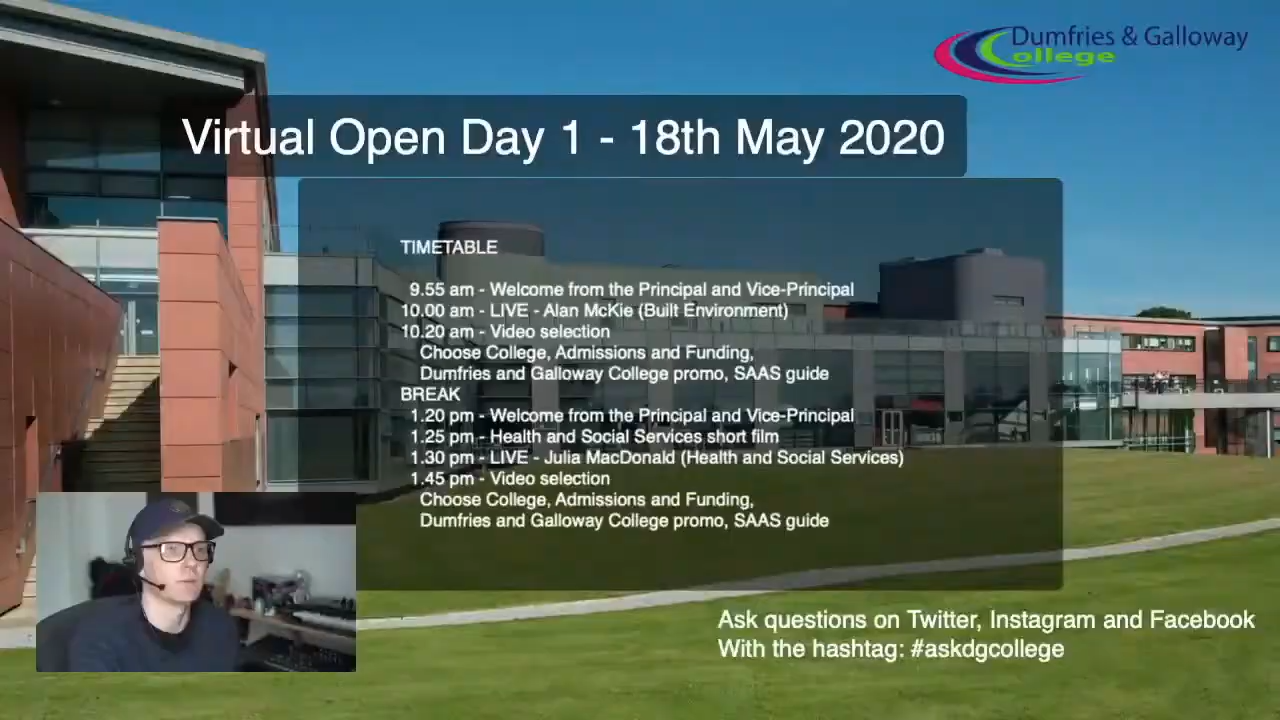 Dumfries & Galloway
College
Virtual Open Day 1 - 18th May 2020
TIMETABLE
9.55 am - Welcome from the Principal and Vice-Principal
10.00 am - LIVE - Alan McKie (Built Environment)
10.20 am - Video selection
Choose College, Admissions and Funding,
Dumfries and Galloway College promo, SAAS guide
BREAK
1.20 pm - Welcome from the Principal and Vice-Principal
1.25 pm - Health and Social Services short film
1.30 pm - LIVE - Julia MacDonald (Health and Social Services)
1.45 pm - Video selection
Choose College, Admissions and Funding,
Dumfries and Galloway College promo, SAAS guide
Ask questions on Twitter, Instagram and Facebook
With the hashtag: #askdgcollege